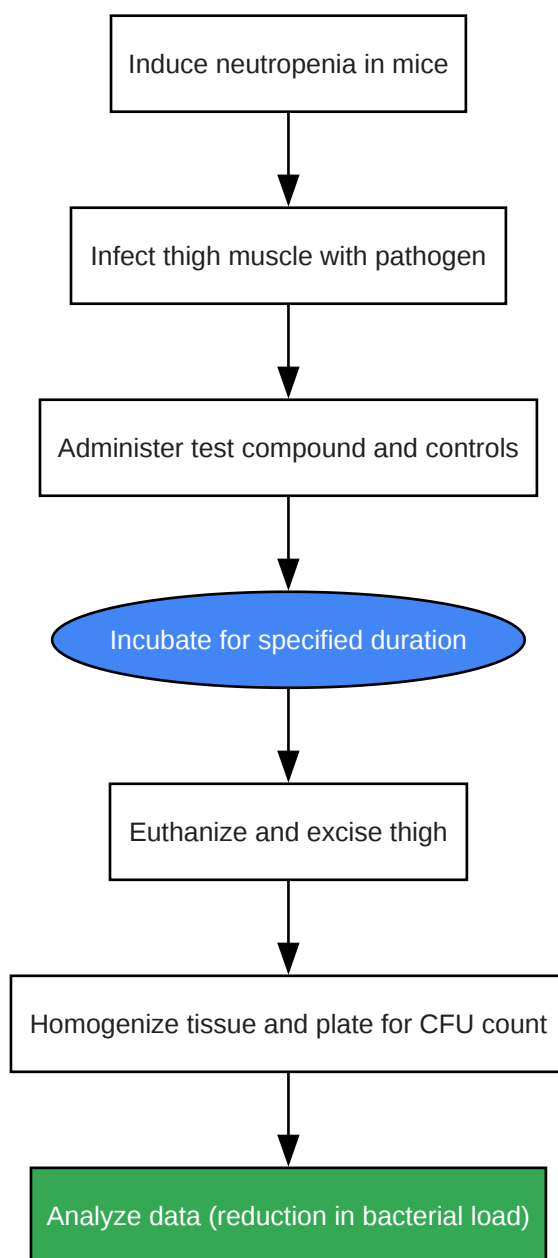 Induce neutropenia in mice
Infect thigh muscle with pathogen
Administer test compound and controls
Incubate for specified duration
Euthanize and excise thigh
Homogenize tissue and plate for CFU count
Analyze data (reduction in bacterial load)